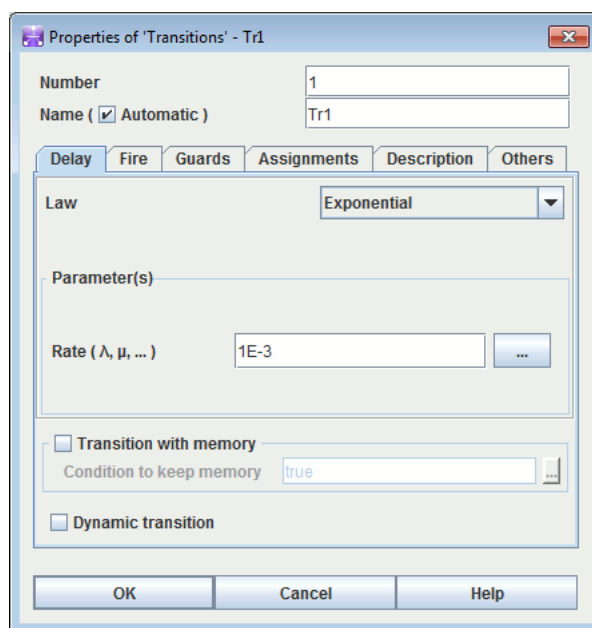 Properties of 'Transitions' - Tr1
Number 1
Name ( Automatic ) Tr1
Delay Fire Guards Assignments Description Others
Law Exponential
Parameter(s)
Rate ( λ, μ, ... ) 1E-3 ...
Transition with memory
Condition to keep memory true ...
Dynamic transition
OK Cancel Help